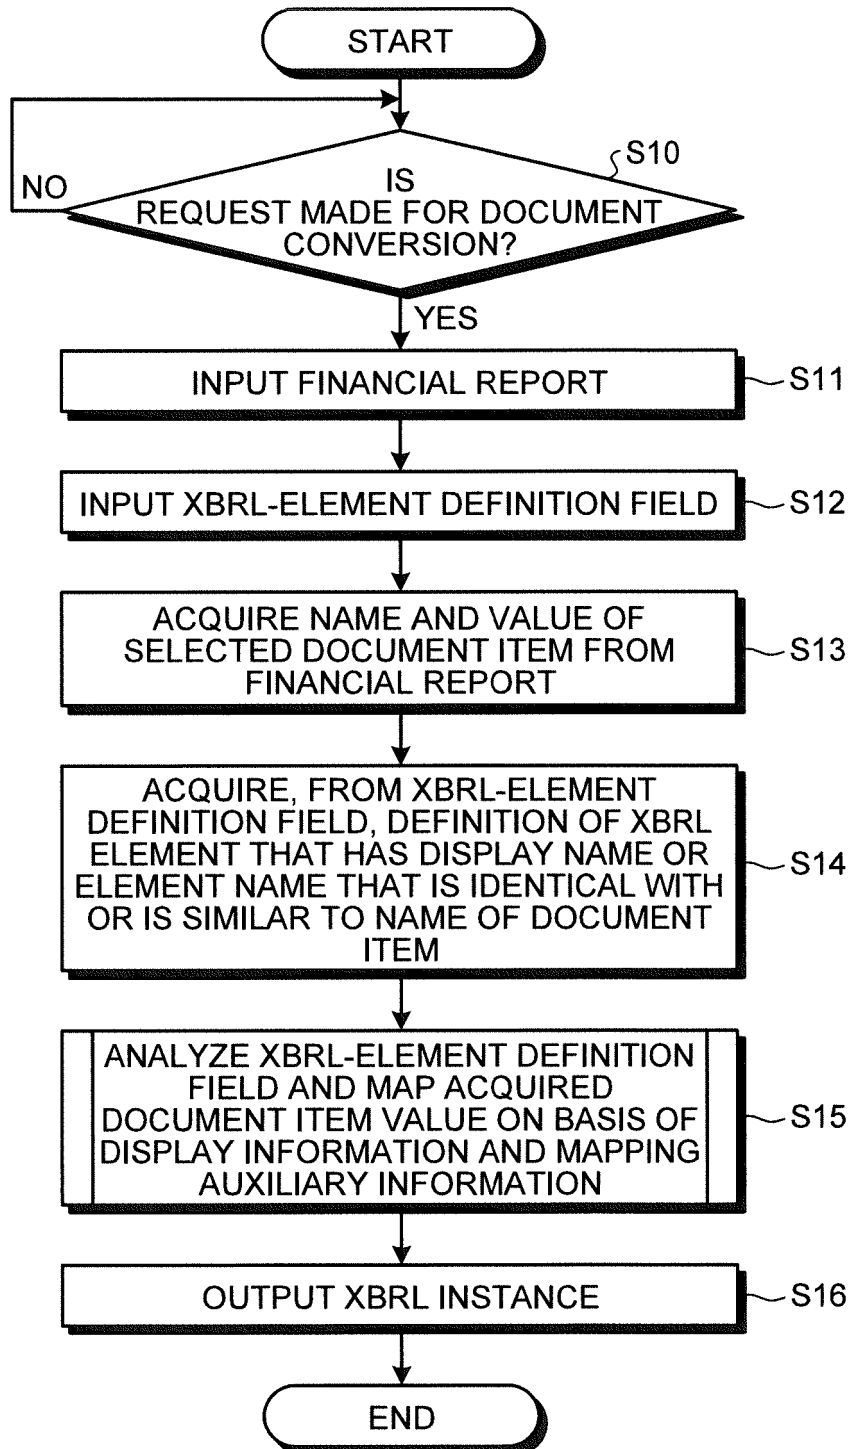 START
S10
IS
REQUEST MADE FOR DOCUMENT
CONVERSION?
NO
YES
INPUT FINANCIAL REPORT
S11
INPUT XBRL-ELEMENT DEFINITION FIELD
S12
ACQUIRE NAME AND VALUE OF
SELECTED DOCUMENT ITEM FROM
FINANCIAL REPORT
S13
ACQUIRE, FROM XBRL-ELEMENT
DEFINITION FIELD, DEFINITION OF XBRL
ELEMENT THAT HAS DISPLAY NAME OR
ELEMENT NAME THAT IS IDENTICAL WITH
OR IS SIMILAR TO NAME OF DOCUMENT
ITEM
S14
ANALYZE XBRL-ELEMENT DEFINITION
FIELD AND MAP ACQUIRED
DOCUMENT ITEM VALUE ON BASIS OF
DISPLAY INFORMATION AND MAPPING
AUXILIARY INFORMATION
S15
OUTPUT XBRL INSTANCE
S16
END